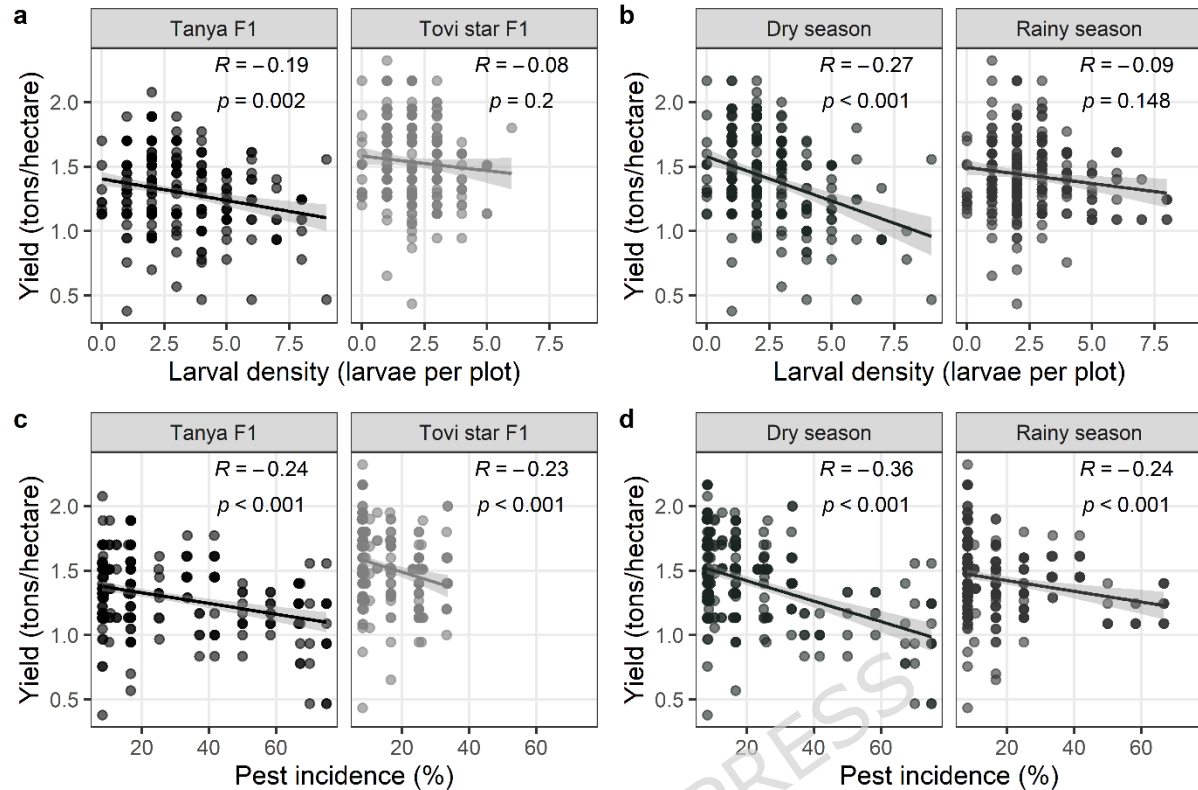 a
Tanya F1
Tovi star F1
R = −0.19
p = 0.002
R = −0.08
p = 0.2
Yield (tons/hectare)
2.0
1.5
1.0
0.5
0.0 2.5 5.0 7.5 0.0 2.5 5.0 7.5
Larval density (larvae per plot)
b
Dry season
Rainy season
R = −0.27
p < 0.001
R = −0.09
p = 0.148
Yield (tons/hectare)
2.0
1.5
1.0
0.5
0.0 2.5 5.0 7.5 0.0 2.5 5.0 7.5
Larval density (larvae per plot)
c
Tanya F1
Tovi star F1
R = −0.24
p < 0.001
R = −0.23
p < 0.001
Yield (tons/hectare)
2.0
1.5
1.0
0.5
20 40 60 20 40 60
Pest incidence (%)
d
Dry season
Rainy season
R = −0.36
p < 0.001
R = −0.24
p < 0.001
Yield (tons/hectare)
2.0
1.5
1.0
0.5
20 40 60 20 40 60
Pest incidence (%)
PRESS